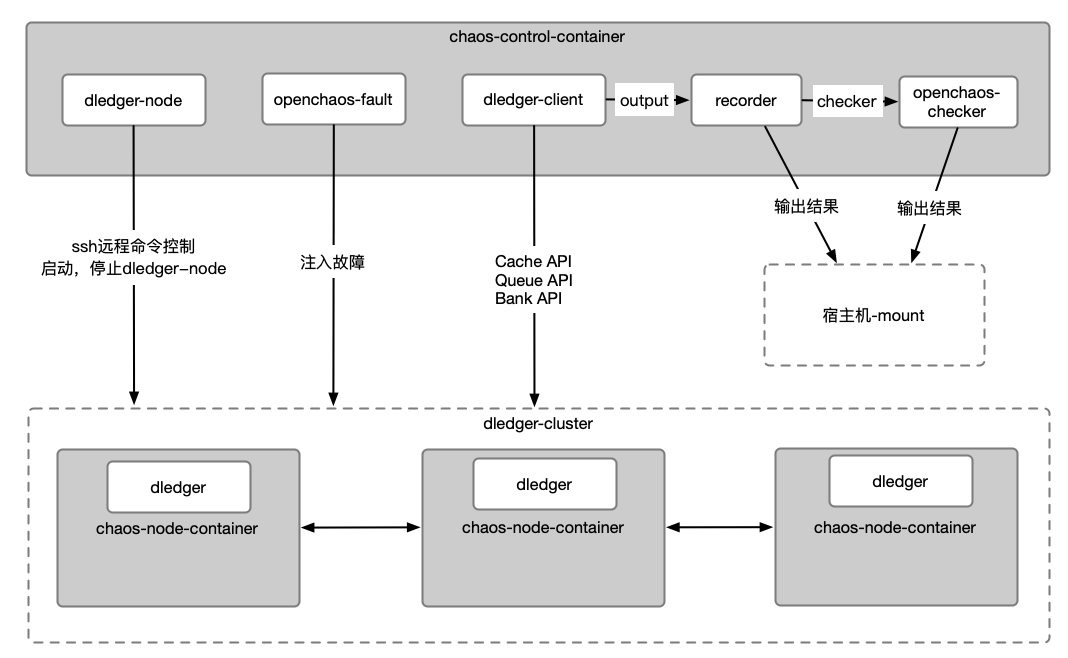 chaos-control-container
dledger-node
openchaos-fault
dledger-client
output
recorder
checker
openchaos-
checker
ssh远程命令控制
启动，停止dledger-node
注入故障
Cache API
Queue API
Bank API
输出结果
输出结果
宿主机-mount
dledger-cluster
dledger
chaos-node-container
dledger
chaos-node-container
dledger
chaos-node-container